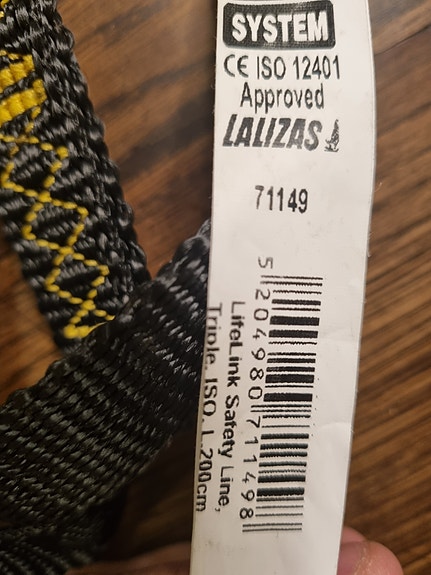 SYSTEM
CE ISO 12401
Approved
LALIZAS
71149
5 204980 711498
LifeLink Safety Line,
Triple, ISO, L.200cm